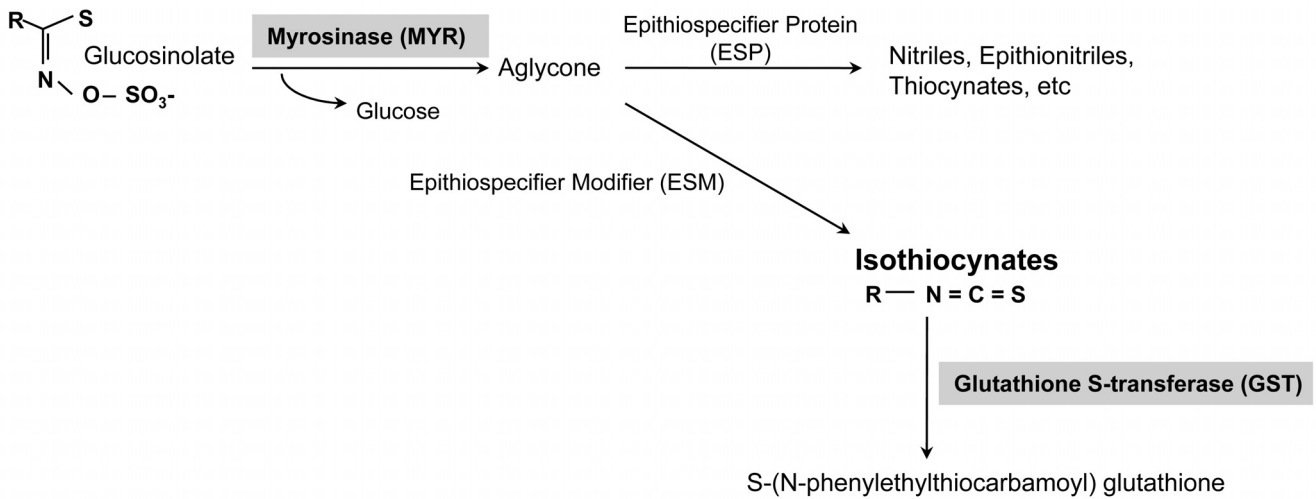 R
S
Glucosinolate
N
O– SO3-
Myrosinase (MYR)
Glucose
Aglycone
Epithiospecifier Protein
(ESP)
Nitriles, Epithionitriles,
Thiocynates, etc
Epithiospecifier Modifier (ESM)
Isothiocynates
R— N = C = S
Glutathione S-transferase (GST)
S-(N-phenylethylthiocarbamoyl) glutathione